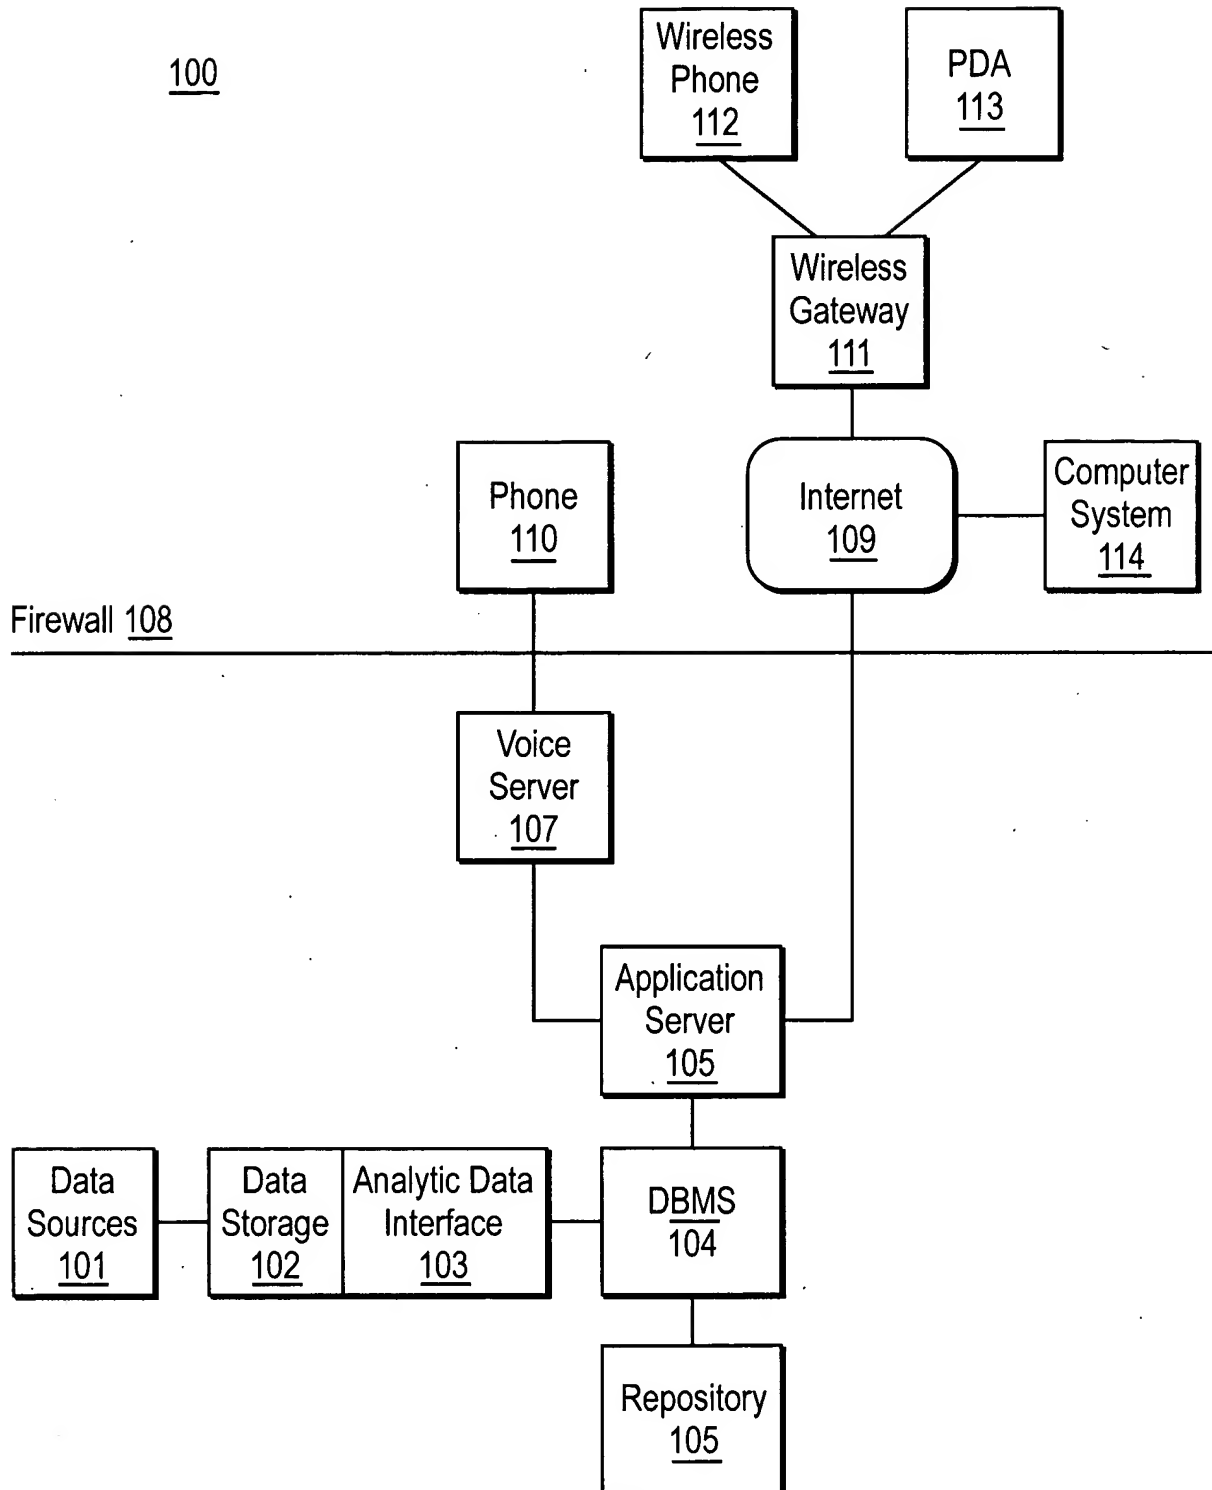 100
Wireless
Phone
112
PDA
113
Wireless
Gateway
111
Phone
110
Internet
109
Computer
System
114
Firewall 108
Voice
Server
107
Application
Server
105
Data
Sources
101
Data
Storage
102
Analytic Data
Interface
103
DBMS
104
Repository
105